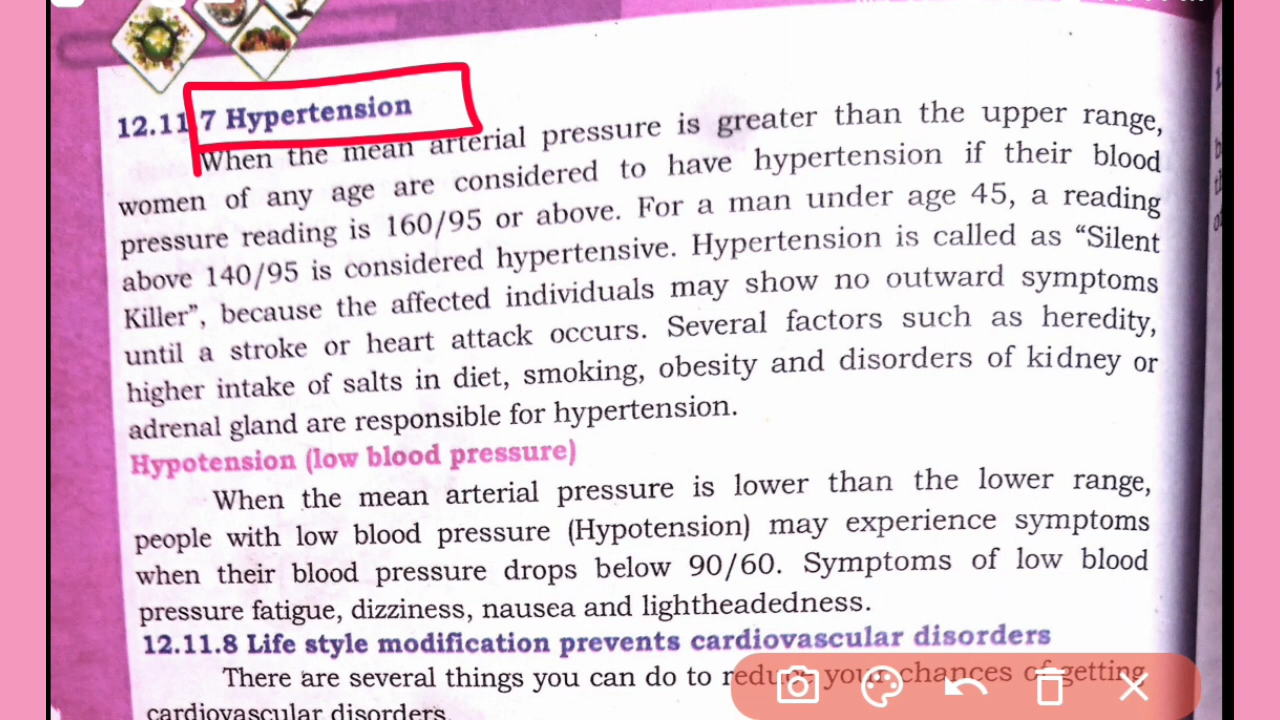 12.11.7 Hypertension
When the mean arterial pressure is greater than the upper range,
women of any age are considered to have hypertension if their blood
pressure reading is 160/95 or above. For a man under age 45, a reading
above 140/95 is considered hypertensive. Hypertension is called as “Silent
Killer”, because the affected individuals may show no outward symptoms
until a stroke or heart attack occurs. Several factors such as heredity,
higher intake of salts in diet, smoking, obesity and disorders of kidney or
adrenal gland are responsible for hypertension.
Hypotension (low blood pressure)
When the mean arterial pressure is lower than the lower range,
people with low blood pressure (Hypotension) may experience symptoms
when their blood pressure drops below 90/60. Symptoms of low blood
pressure fatigue, dizziness, nausea and lightheadedness.
12.11.8 Life style modification prevents cardiovascular disorders
There are several things you can do to reduce your chances of getting
cardiovascular disorders.